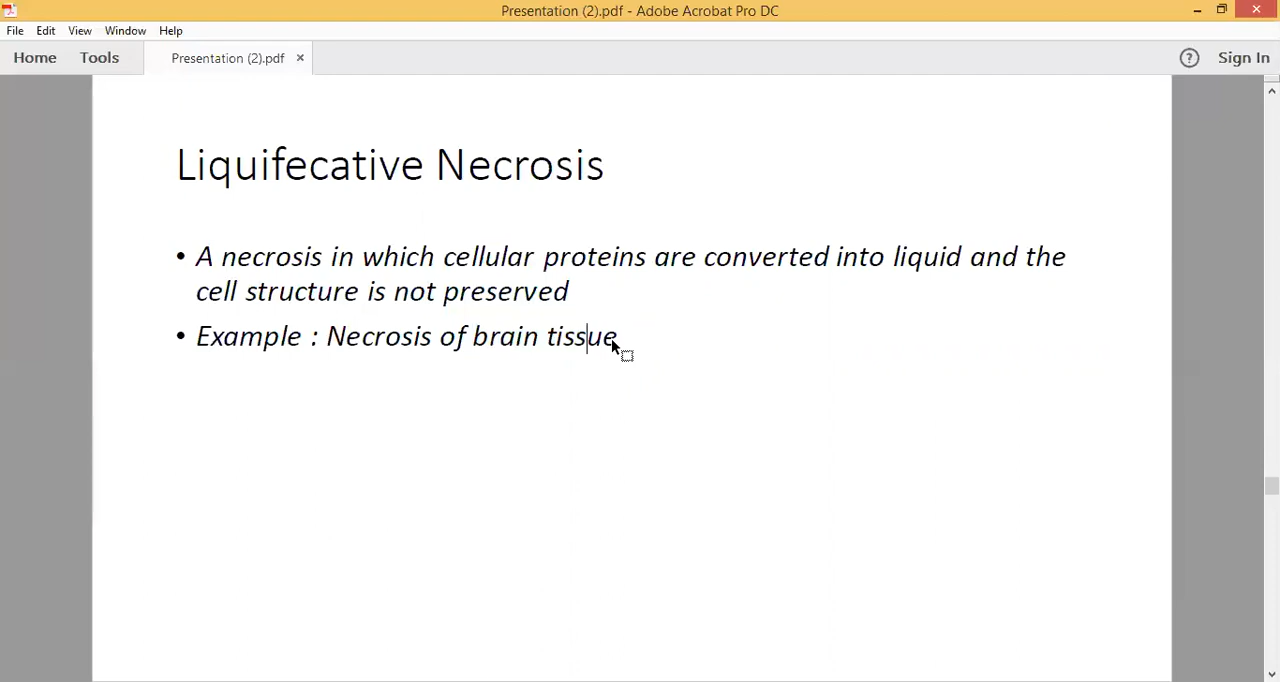 Presentation (2).pdf - Adobe Acrobat Pro DC
File Edit View Window Help
Home Tools Presentation (2).pdf × ? Sign In
Liquifecative Necrosis
• A necrosis in which cellular proteins are converted into liquid and the
cell structure is not preserved
• Example : Necrosis of brain tissue